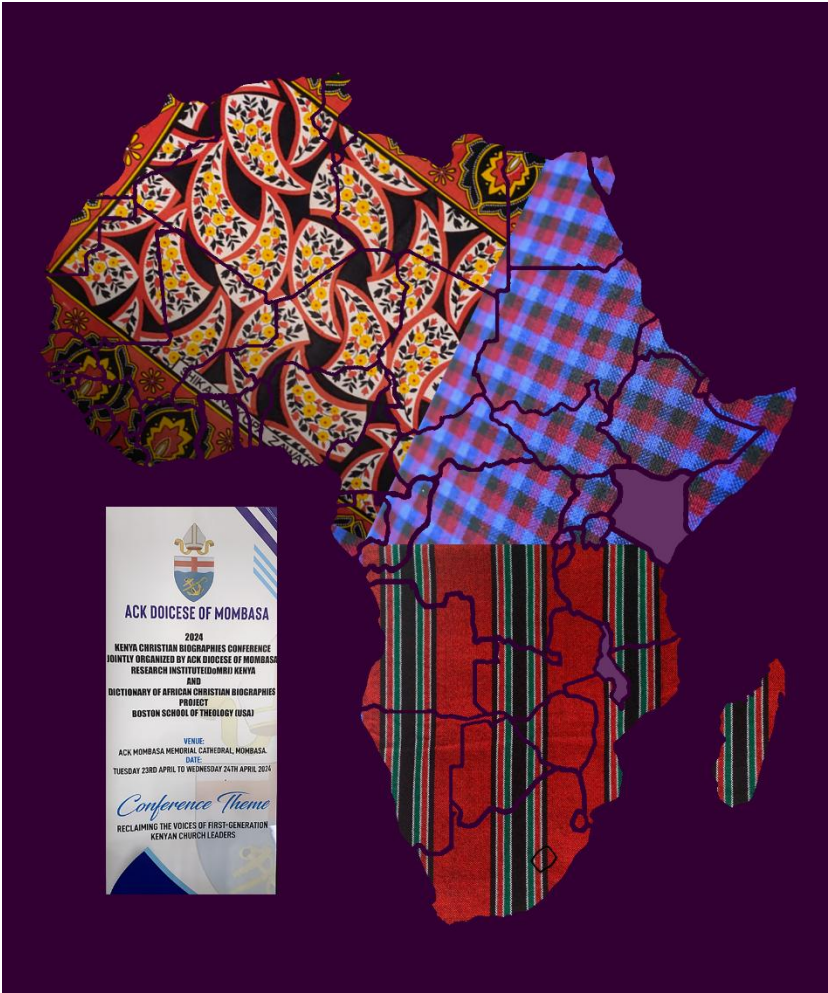 ACK DOICESE OF MOMBASA
2024
KENYA CHRISTIAN BIOGRAPHIES CONFERENCE
JOINTLY ORGANIZED BY ACK DIOCESE OF MOMBASA
RESEARCH INSTITUTE(DoMRI) KENYA
AND
DICTIONARY OF AFRICAN CHRISTIAN BIOGRAPHIES
PROJECT
BOSTON SCHOOL OF THEOLOGY (USA)
VENUE:
ACK MOMBASA MEMORIAL CATHEDRAL, MOMBASA.
DATE:
TUESDAY 23RD APRIL TO WEDNESDAY 24TH APRIL 2024
Conference Theme
RECLAIMING THE VOICES OF FIRST-GENERATION
KENYAN CHURCH LEADERS